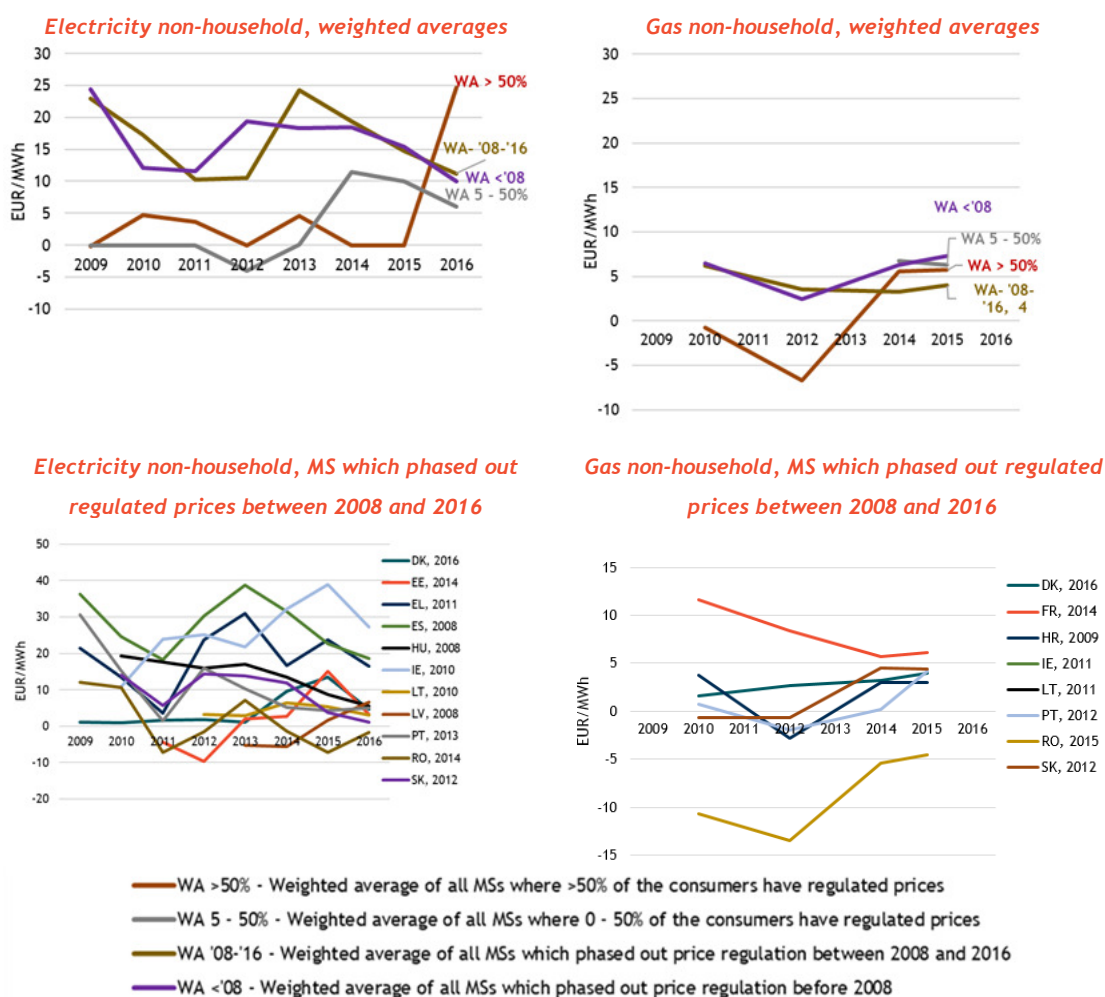 Electricity non-household, weighted averages
30
25
20
15
10
5
0
-5
-10
EUR/MWh
2009 2010 2011 2012 2013 2014 2015 2016
WA > 50%
WA- '08-'16
WA <'08
WA 5 - 50%
Gas non-household, weighted averages
30
25
20
15
10
5
0
-5
-10
EUR/MWh
2009 2010 2011 2012 2013 2014 2015 2016
WA <'08
WA 5 - 50%
WA > 50%
WA- '08-
'16, 4
Electricity non-household, MS which phased out
regulated prices between 2008 and 2016
50
40
30
20
10
0
-10
-20
EUR/MWh
2009 2010 2011 2012 2013 2014 2015 2016
DK, 2016
EE, 2014
EL, 2011
ES, 2008
HU, 2008
IE, 2010
LT, 2010
LV, 2008
PT, 2013
RO, 2014
SK, 2012
Gas non-household, MS which phased out regulated
prices between 2008 and 2016
15
10
5
0
-5
-10
-15
EUR/MWh
2009 2010 2011 2012 2013 2014 2015 2016
DK, 2016
FR, 2014
HR, 2009
IE, 2011
LT, 2011
PT, 2012
RO, 2015
SK, 2012
WA >50% - Weighted average of all MSs where >50% of the consumers have regulated prices
WA 5 - 50% - Weighted average of all MSs where 0 - 50% of the consumers have regulated prices
WA '08-'16 - Weighted average of all MSs which phased out price regulation between 2008 and 2016
WA <'08 - Weighted average of all MSs which phased out price regulation before 2008